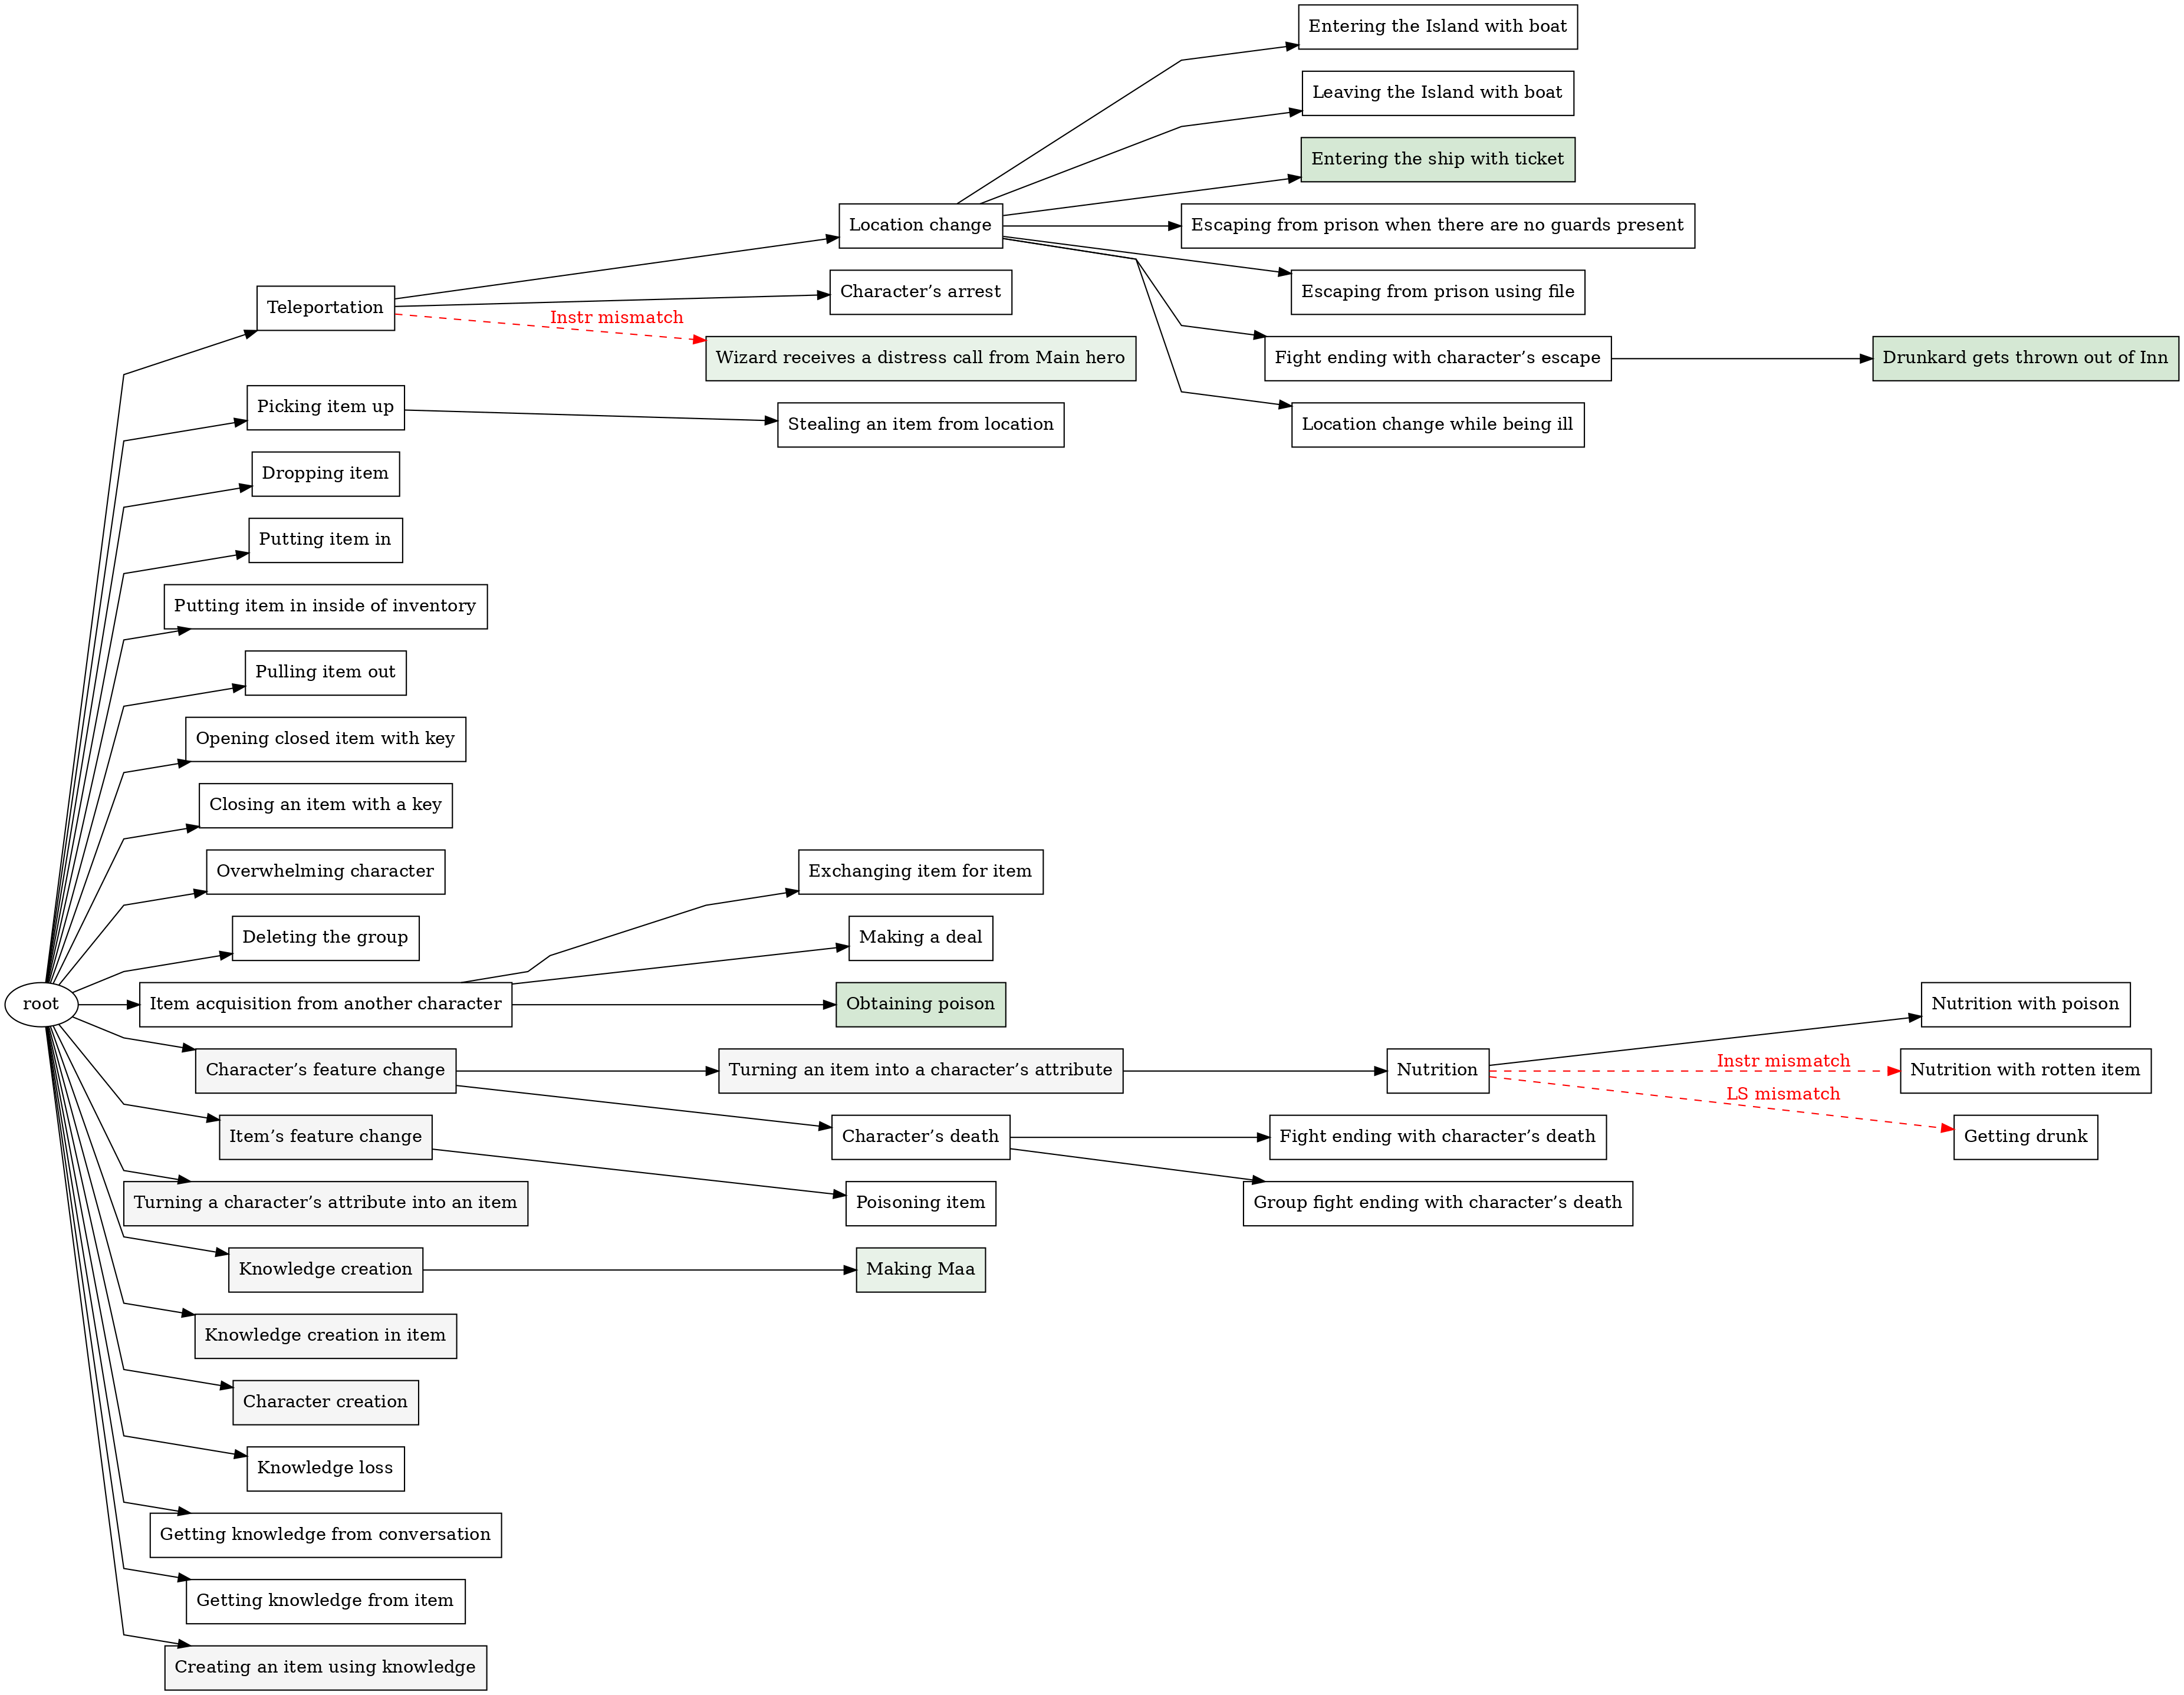 Entering the Island with boat
Leaving the Island with boat
Entering the ship with ticket
Location change
Escaping from prison when there are no guards present
Character’s arrest
Escaping from prison using file
Teleportation
Instr mismatch
Wizard receives a distress call from Main hero
Fight ending with character’s escape
Drunkard gets thrown out of Inn
Picking item up
Stealing an item from location
Location change while being ill
Dropping item
Putting item in
Putting item in inside of inventory
Pulling item out
Opening closed item with key
Closing an item with a key
Overwhelming character
Exchanging item for item
Deleting the group
Making a deal
root
Item acquisition from another character
Obtaining poison
Nutrition with poison
Character’s feature change
Turning an item into a character’s attribute
Nutrition
Instr mismatch
Nutrition with rotten item
LS mismatch
Item’s feature change
Character’s death
Fight ending with character’s death
Getting drunk
Turning a character’s attribute into an item
Poisoning item
Group fight ending with character’s death
Knowledge creation
Making Maa
Knowledge creation in item
Character creation
Knowledge loss
Getting knowledge from conversation
Getting knowledge from item
Creating an item using knowledge